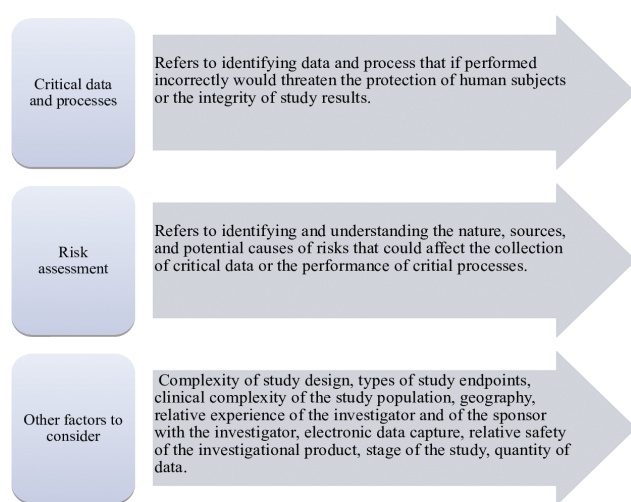 Critical data
and processes
Refers to identifying data and process that if performed
incorrectly would threaten the protection of human subjects
or the integrity of study results.
Risk
assessment
Refers to identifying and understanding the nature, sources,
and potential causes of risks that could affect the collection
of critical data or the performance of critial processes.
Other factors to
consider
Complexity of study design, types of study endpoints,
clinical complexity of the study population, geography,
relative experience of the investigator and of the sponsor
with the investigator, electronic data capture, relative safety
of the investigational product, stage of the study, quantity of
data.